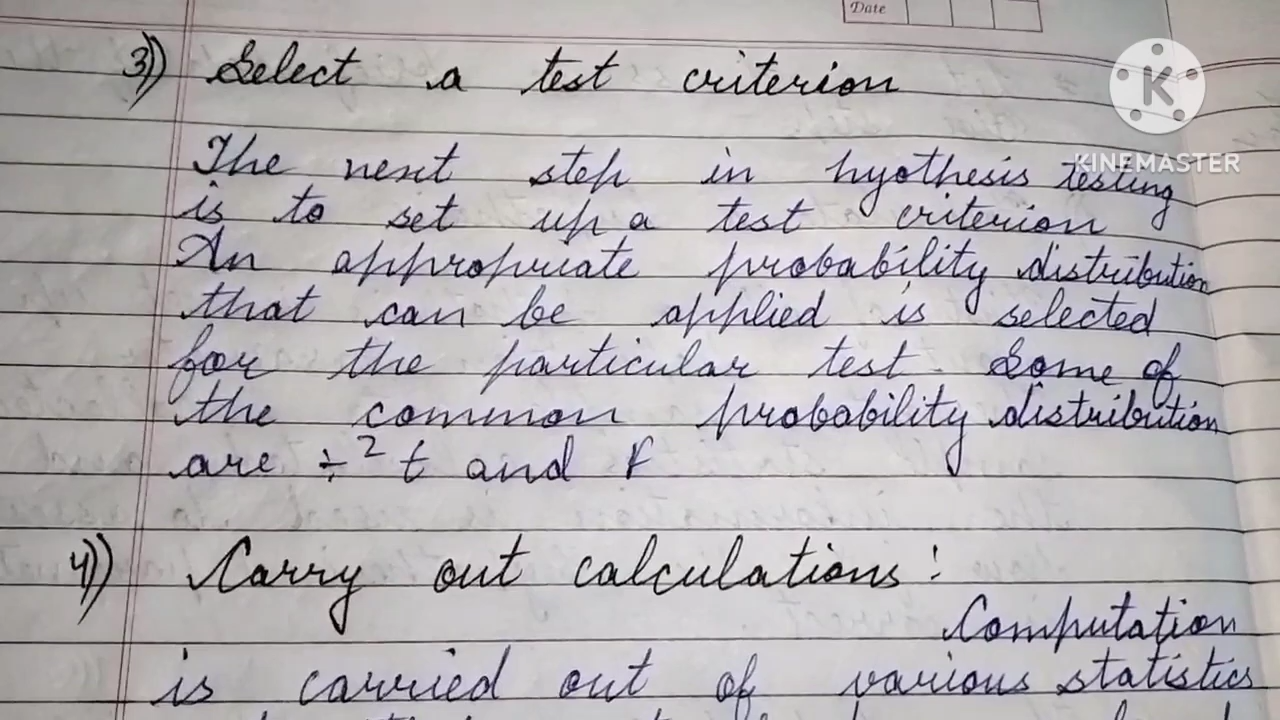 Date
K
KINEMASTER
3)) Select a test criterion
The next step in hyothesis testing
is to set up a test criterion
An appropriate probability distribution
that can be applied is selected
for the particular test. Some of
the common probability distribution
are ÷² t and F
4)) Carry out calculations:
Computation
is carried out of various statistics